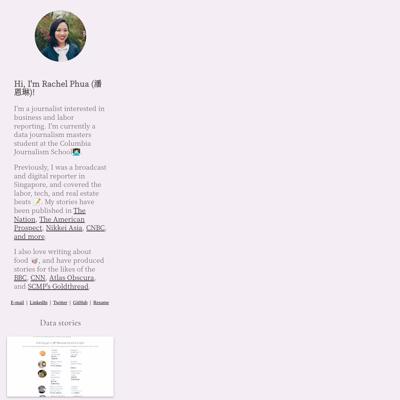 Hi, I'm Rachel Phua (潘
恩琳)!
I'm a journalist interested in
business and labor
reporting. I'm currently a
data journalism masters
student at the Columbia
Journalism School👩🏻‍💻.
Previously, I was a broadcast
and digital reporter in
Singapore, and covered the
labor, tech, and real estate
beats 📝. My stories have
been published in The
Nation, The American
Prospect, Nikkei Asia, CNBC,
and more.
I also love writing about
food 🥡, and have produced
stories for the likes of the
BBC, CNN, Atlas Obscura,
and SCMP's Goldthread.
E-mail | LinkedIn | Twitter | GitHub | Resume
Data stories